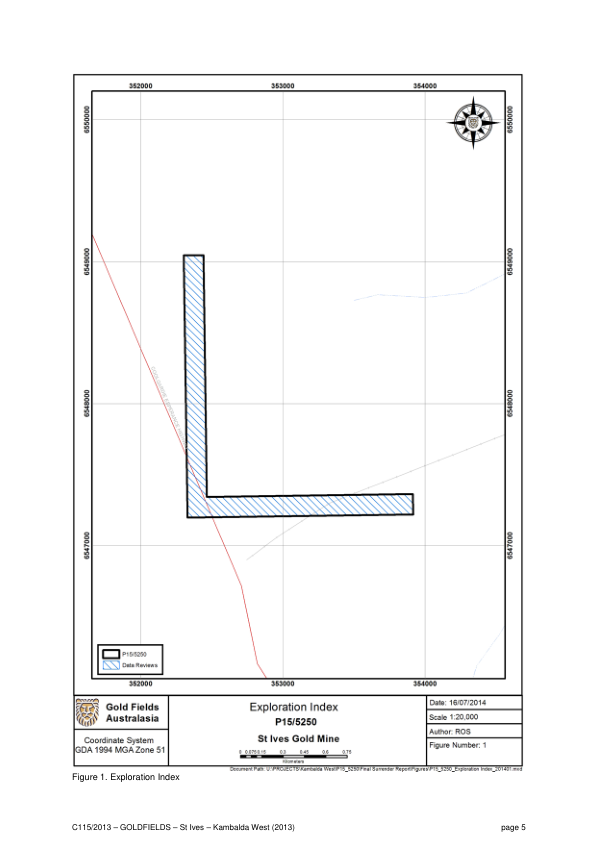 352000 353000 354000
6550000 6550000
6549000 6549000
6548000 6548000
6547000 6547000
P15/5250
Data Reviews
352000 353000 354000
Gold Fields
Australasia
Coordinate System
GDA 1994 MGA Zone 51
Exploration Index
P15/5250
St Ives Gold Mine
0 0.075 0.15 0.3 0.45 0.6 0.75
Kilometers
Date: 16/07/2014
Scale 1:20,000
Author: ROS
Figure Number: 1
Document Path: U:\PROJECTS\Kambalda West\P15_5250\Final Surrender Report\Figures\P15_5250_Exploration Index_201401.mxd
Figure 1. Exploration Index
C115/2013 – GOLDFIELDS – St Ives – Kambalda West (2013) page 5